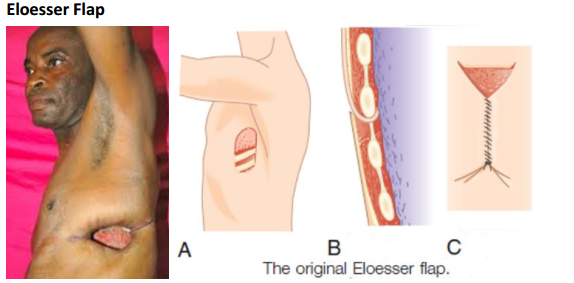 Eloesser Flap
A B C
The original Eloesser flap.